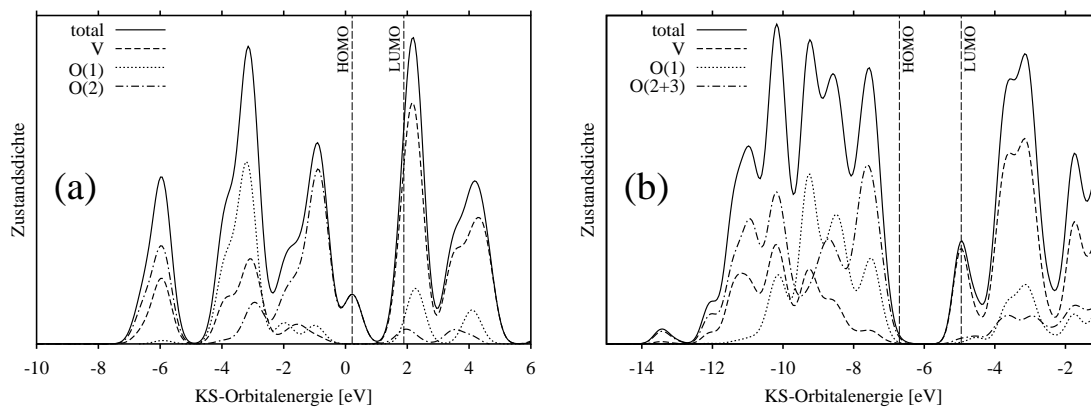 total
V
O(1)
O(2)
HOMO
LUMO
(a)
Zustandsdichte
-10 -8 -6 -4 -2 0 2 4 6
KS-Orbitalenergie [eV]
total
V
O(1)
O(2+3)
HOMO
LUMO
(b)
Zustandsdichte
-14 -12 -10 -8 -6 -4 -2
KS-Orbitalenergie [eV]